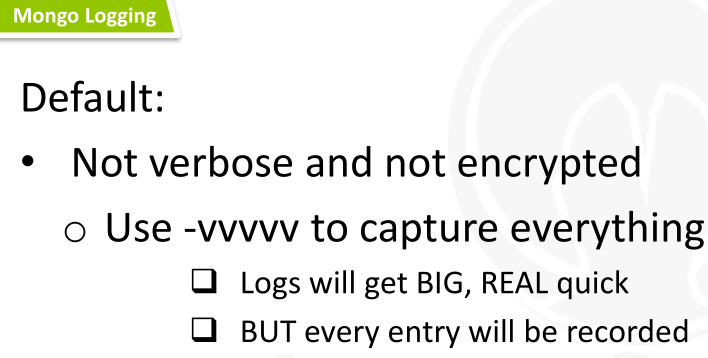 Mongo Logging
Default:
• Not verbose and not encrypted
o Use -vvvvv to capture everything
❑ Logs will get BIG, REAL quick
❑ BUT every entry will be recorded